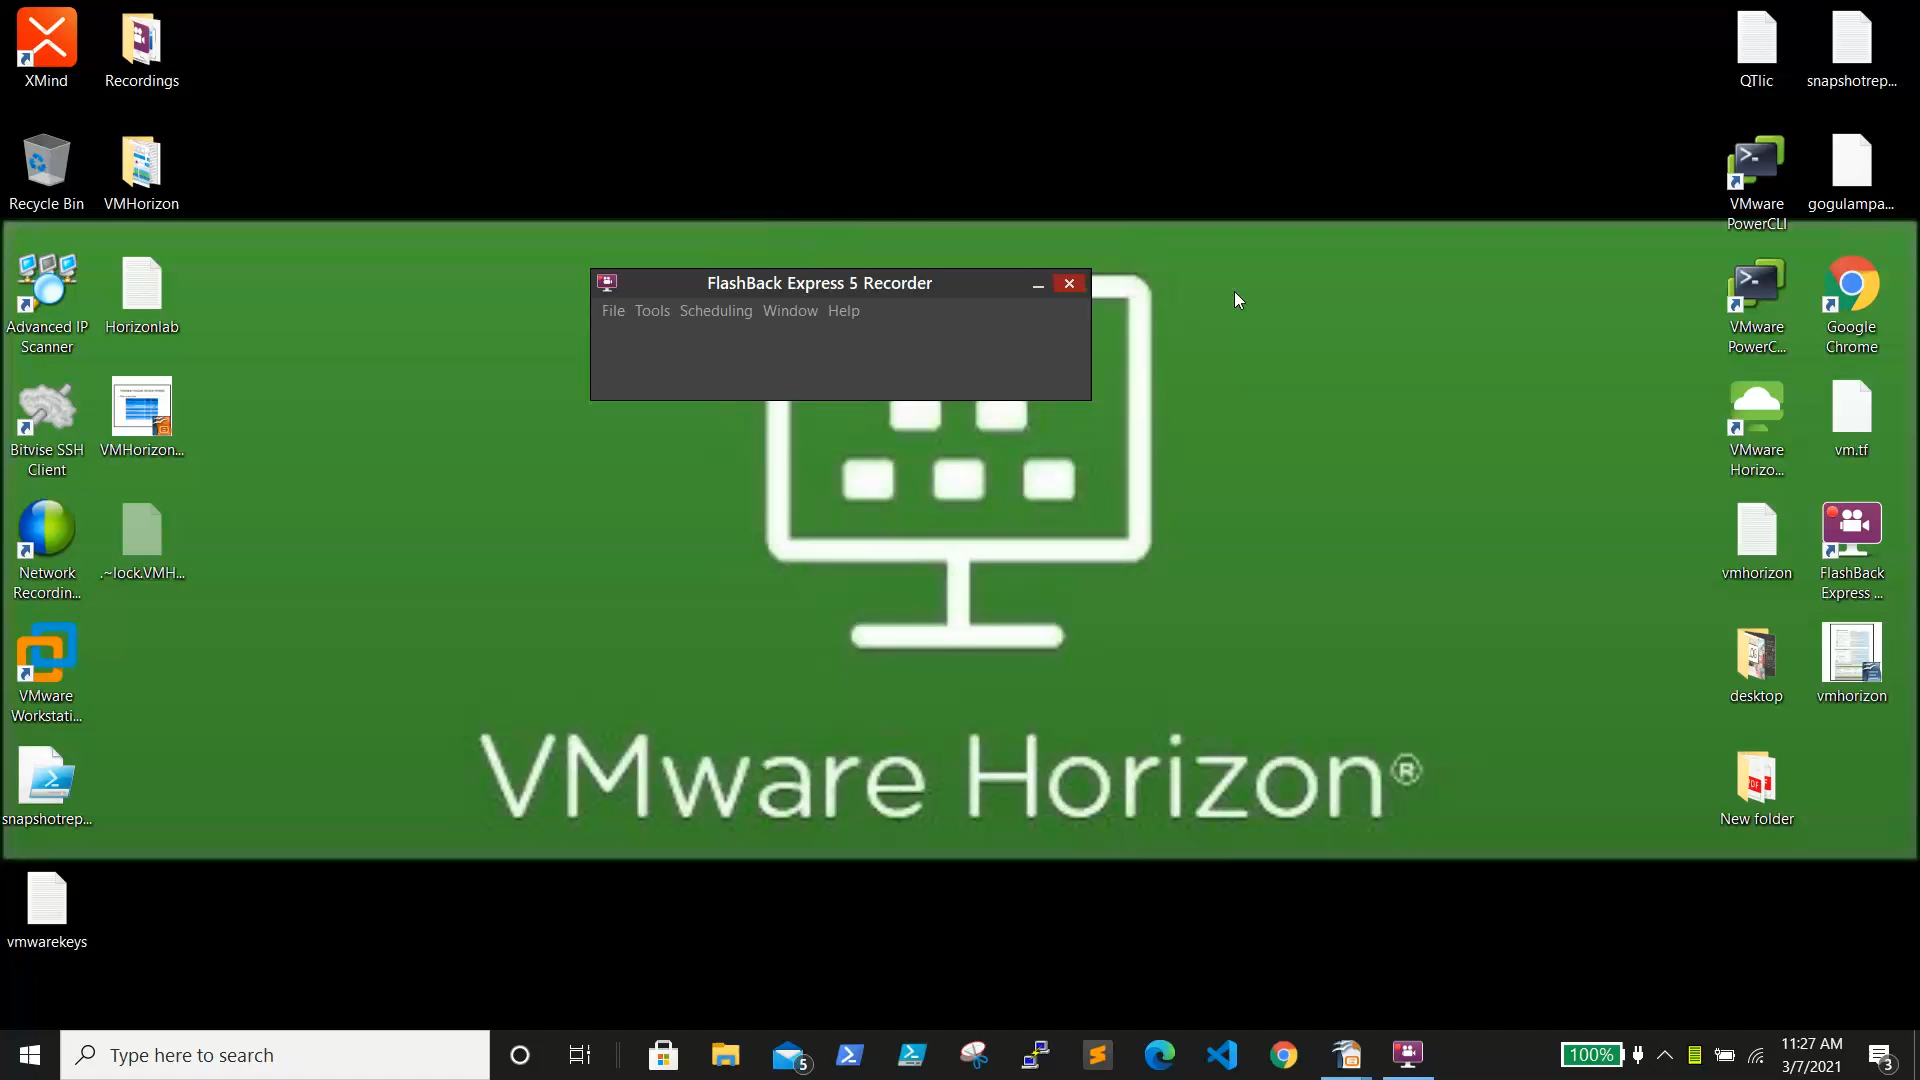 XMind
Recordings
QTlic
snapshotrep...
Recycle Bin
VMHorizon
VMware
PowerCLI
gogulampa...
FlashBack Express 5 Recorder
File Tools Scheduling Window Help
Advanced IP
Scanner
Horizonlab
VMware
PowerC...
Google
Chrome
Bitvise SSH
Client
VMHorizon...
VMware
Horizo...
vm.tf
Network
Recordin...
.~lock.VMH...
vmhorizon
FlashBack
Express ...
VMware
Workstati...
desktop
vmhorizon
snapshotrep...
New folder
VMware Horizon®
vmwarekeys
Type here to search
5
100%
11:27 AM
3/7/2021
3